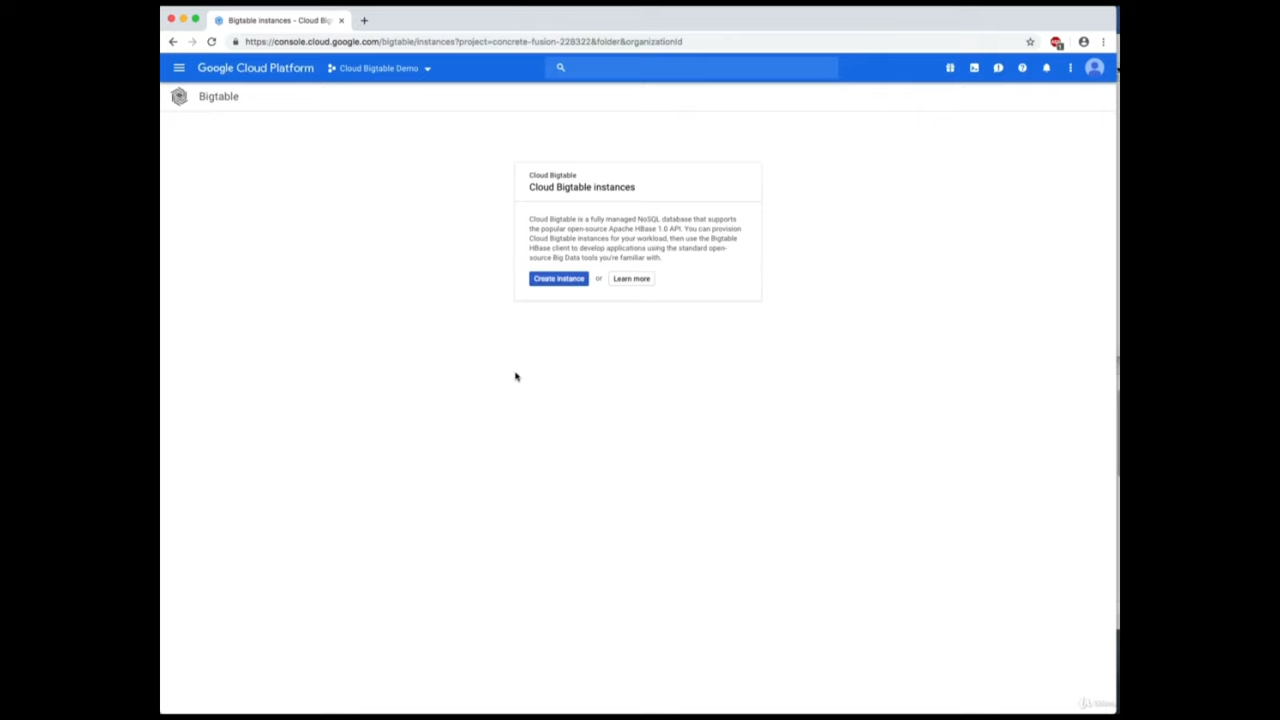 Bigtable instances - Cloud Big
https://console.cloud.google.com/bigtable/instances?project=concrete-fusion-228322&folder&organizationId
Google Cloud Platform
Cloud Bigtable Demo
Bigtable
Cloud Bigtable
Cloud Bigtable instances
Cloud Bigtable is a fully managed NoSQL database that supports
the popular open-source Apache HBase 1.0 API. You can provision
Cloud Bigtable instances for your workload, then use the Bigtable
HBase client to develop applications using the standard open-
source Big Data tools you're familiar with.
Create instance or Learn more